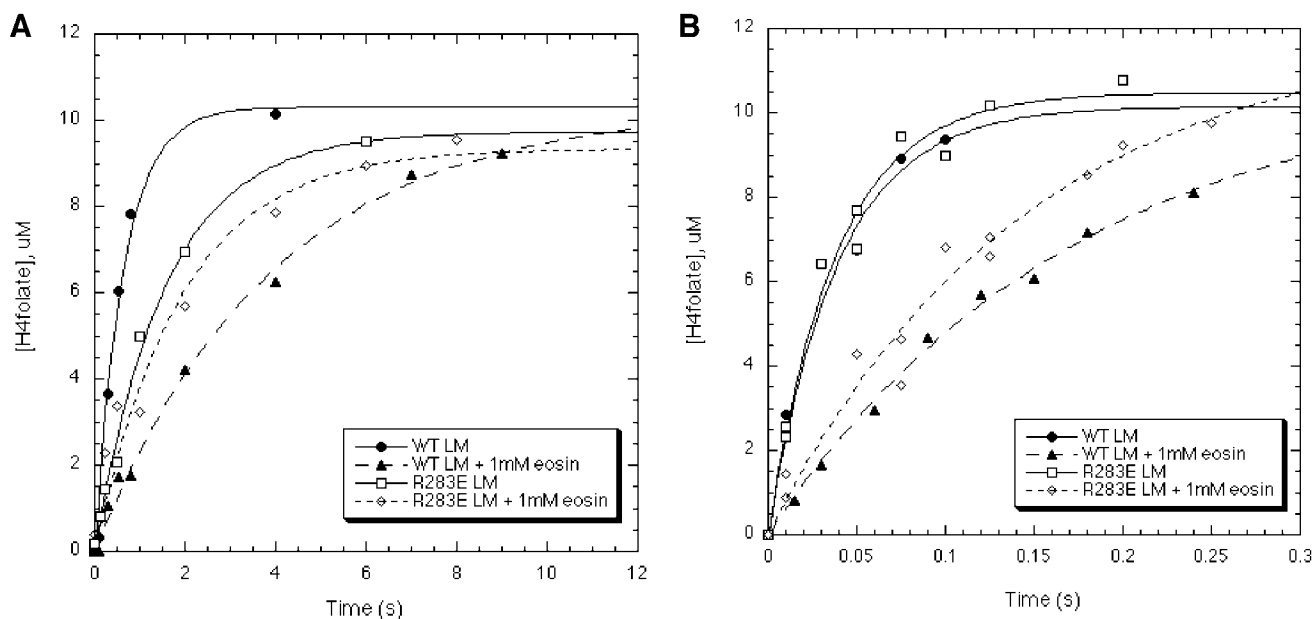 A
12
10
8
6
4
2
0
[H4folate], uM
0 2 4 6 8 10 12
Time (s)
WT LM
WT LM + 1mM eosin
R283E LM
R283E LM + 1mM eosin
B
12
10
8
6
4
2
0
[H4folate], uM
0 0.05 0.1 0.15 0.2 0.25 0.3
Time (s)
WT LM
WT LM + 1mM eosin
R283E LM
R283E LM + 1mM eosin